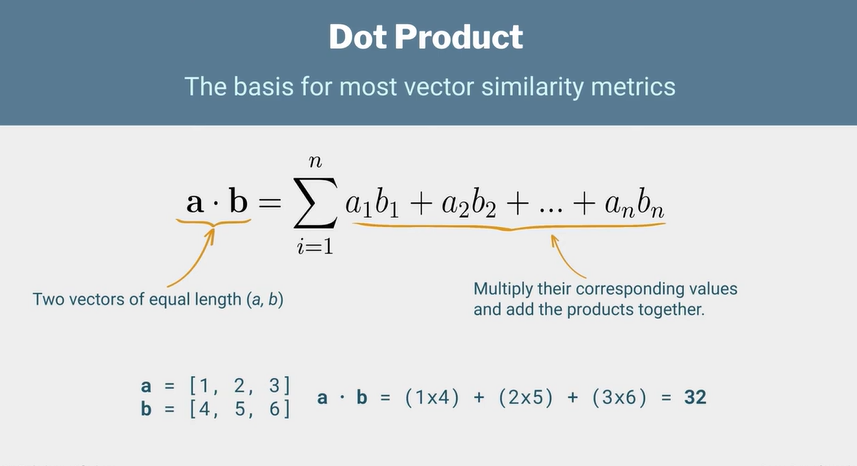 Dot Product
The basis for most vector similarity metrics
n
a · b = ∑ a₁b₁ + a₂b₂ + ... + aₙbₙ
i=1
Two vectors of equal length (a, b)
Multiply their corresponding values
and add the products together.
a = [1, 2, 3]
b = [4, 5, 6]
a · b = (1x4) + (2x5) + (3x6) = 32